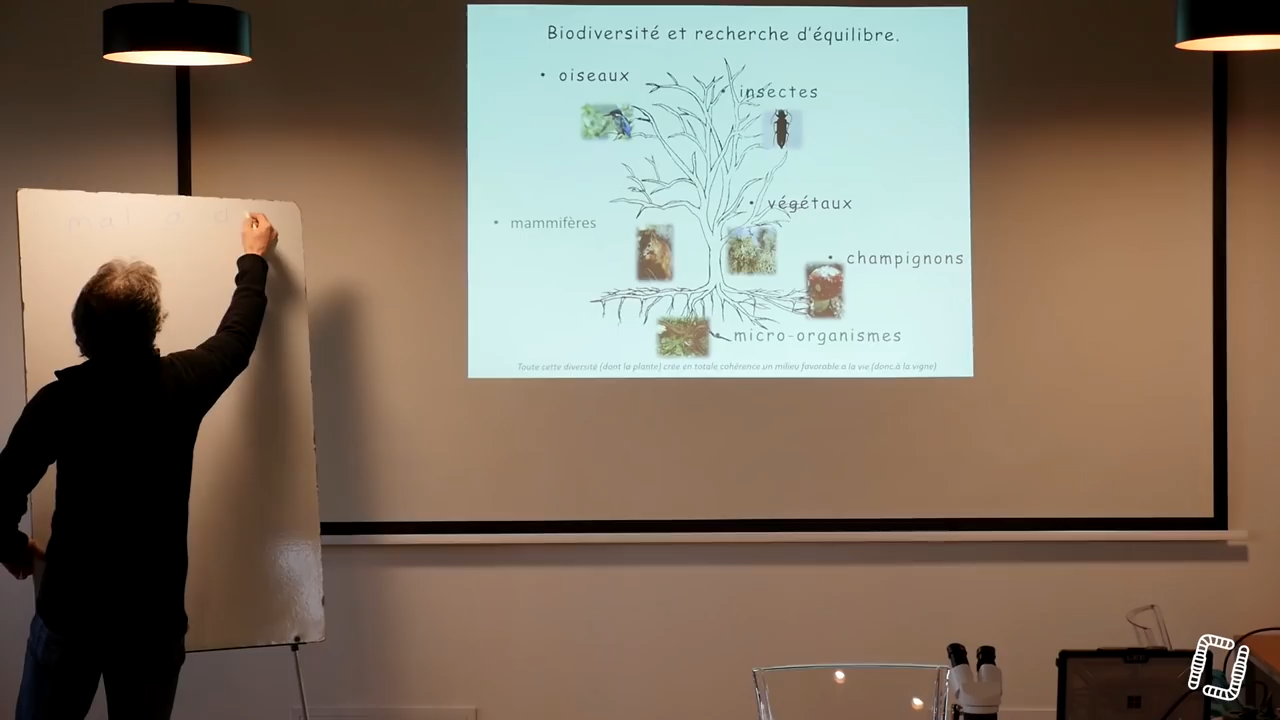 Biodiversité et recherche d'équilibre.
• oiseaux
• insectes
• végétaux
• mammifères
• champignons
• micro-organismes
Toute cette diversité (dont la plante) crée en totale cohérence un milieu favorable a la vie (donc à la vigne)
mal a d